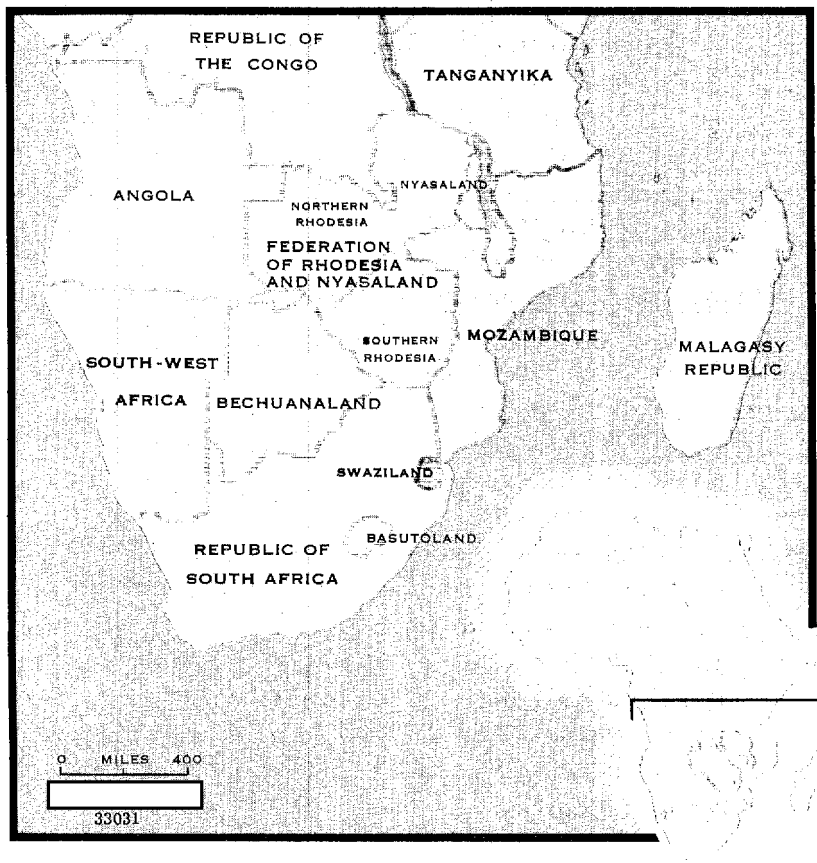 REPUBLIC OF
THE CONGO
TANGANYIKA
ANGOLA
NYASALAND
NORTHERN
RHODESIA
FEDERATION
OF RHODESIA
AND NYASALAND
SOUTHERN
RHODESIA
MOZAMBIQUE
MALAGASY
REPUBLIC
SOUTH-WEST
AFRICA
BECHUANALAND
SWAZILAND
BASUTOLAND
REPUBLIC OF
SOUTH AFRICA
0 MILES 400
33031